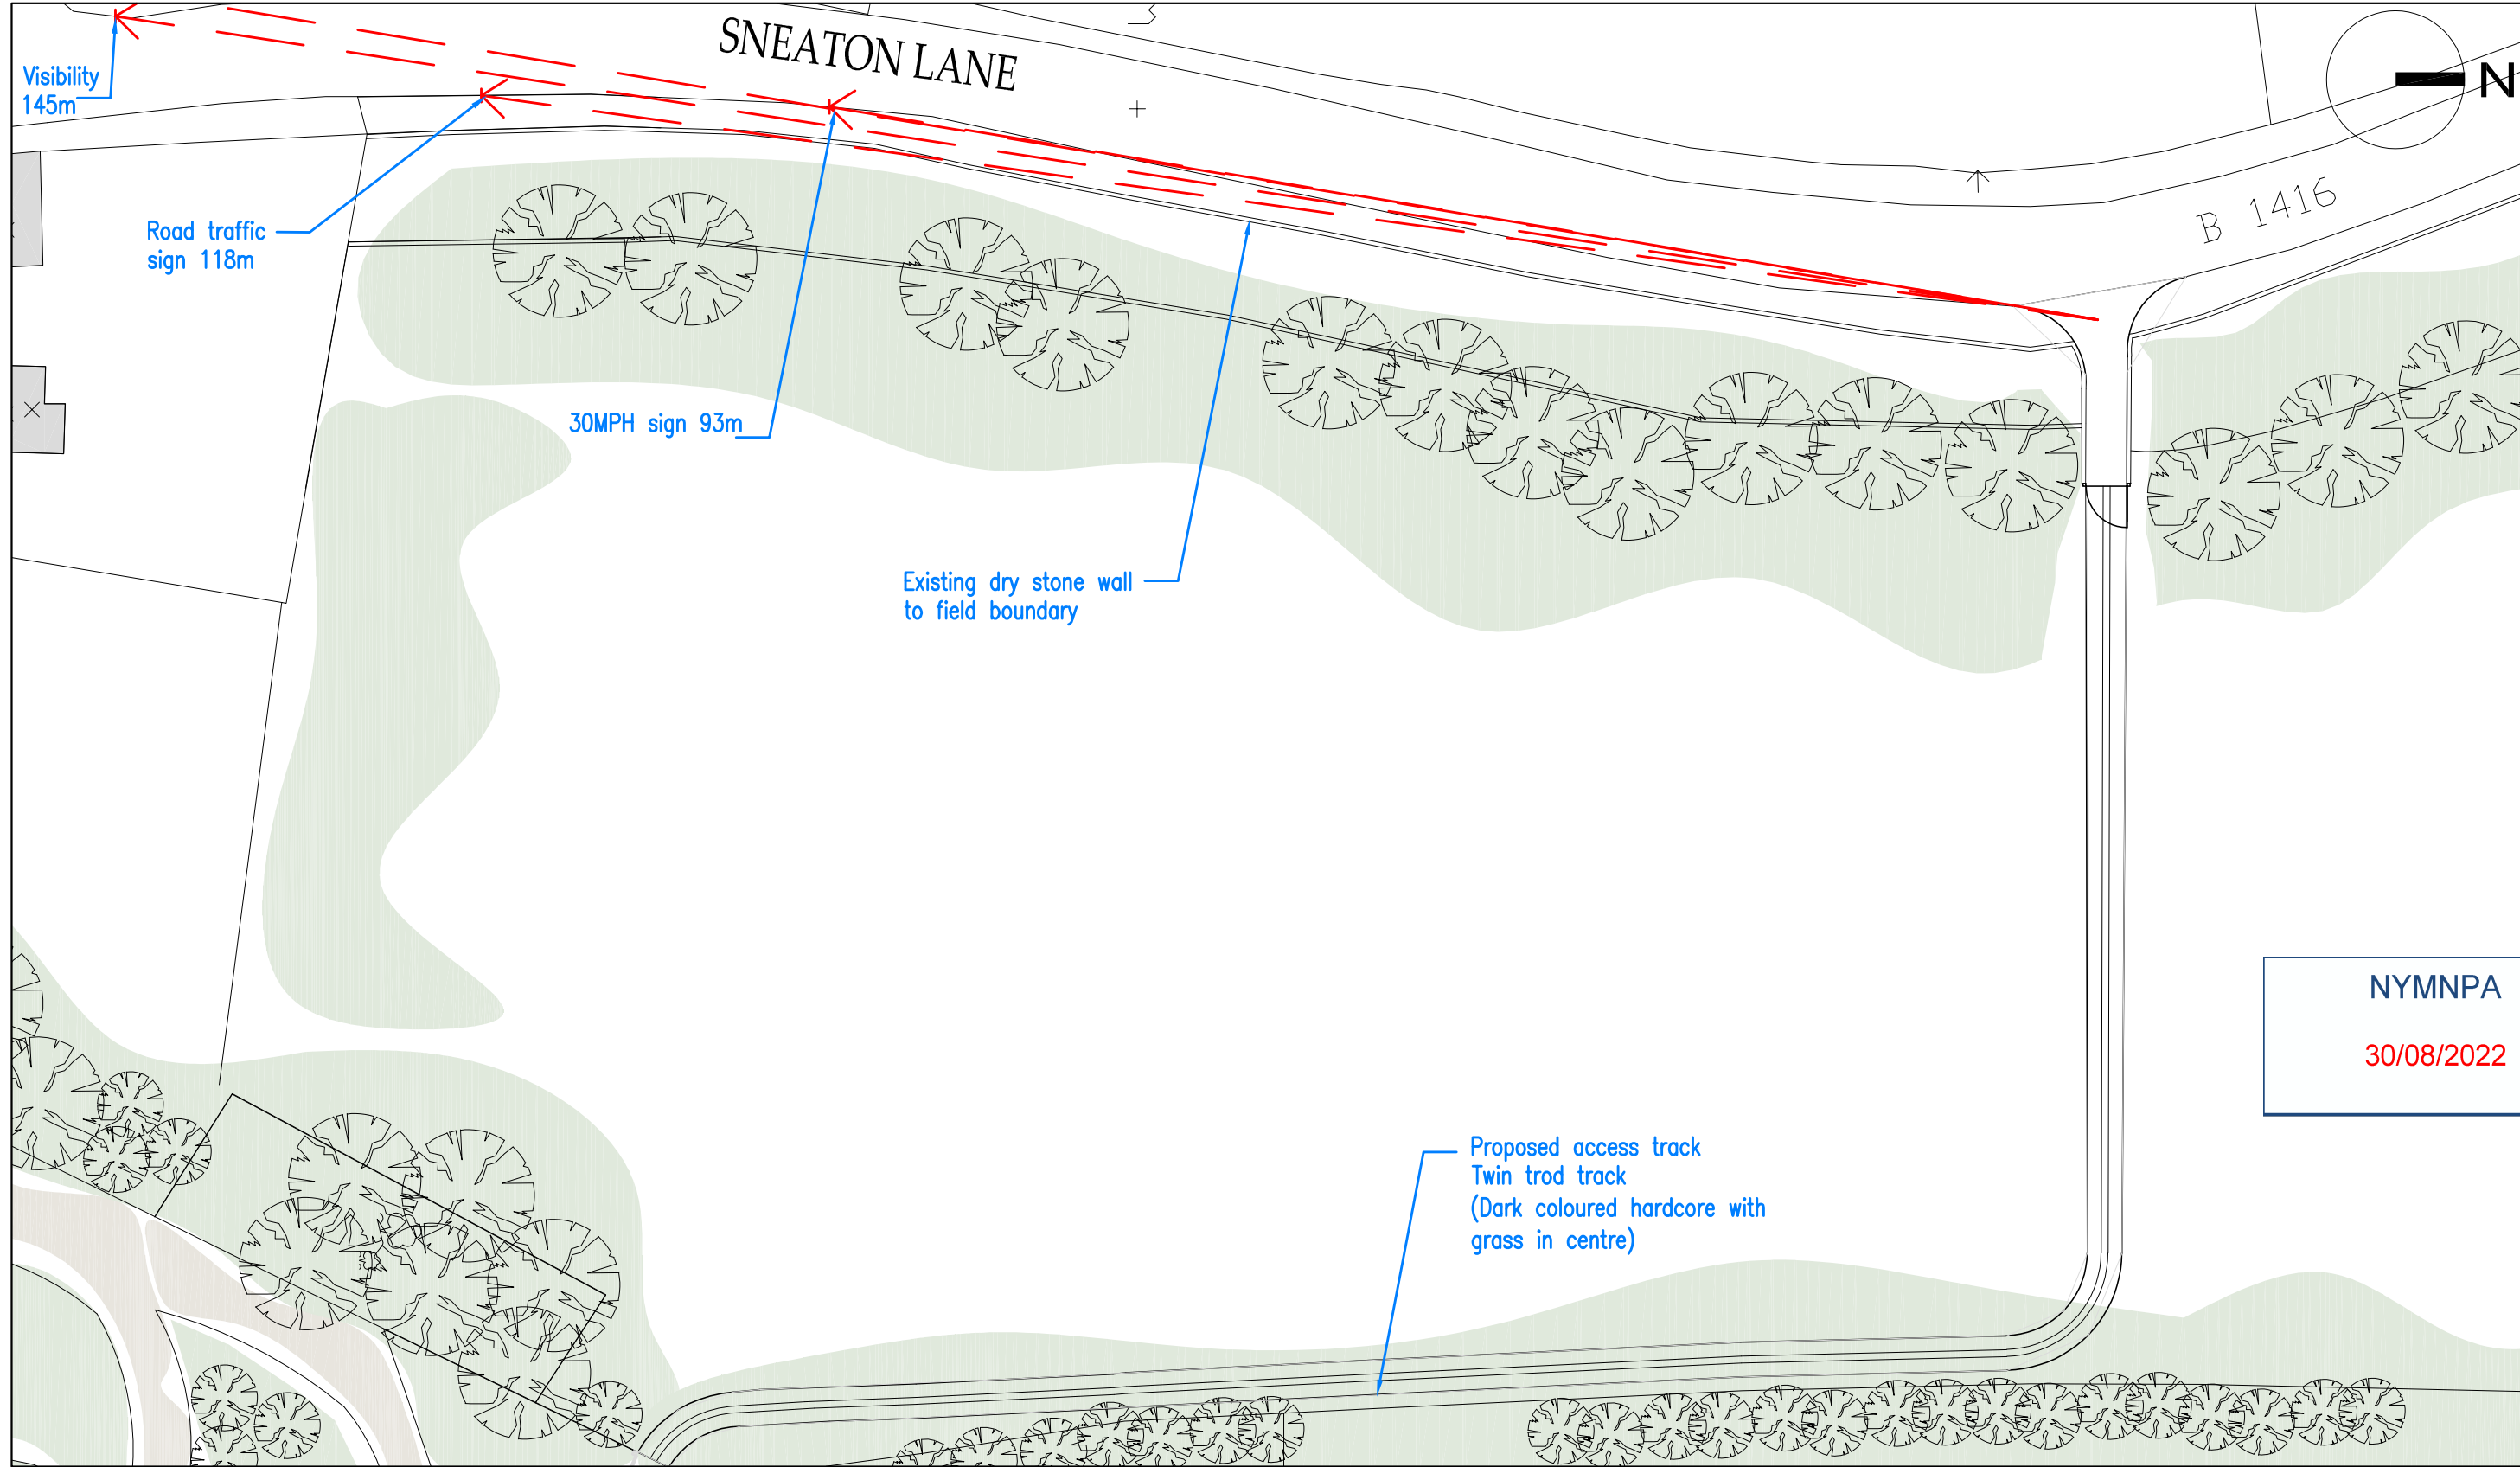 SNEATON LANE
N
Visibility
145m
B 1416
Road traffic
sign 118m
30MPH sign 93m
Existing dry stone wall
to field boundary
NYMNPA
30/08/2022
Proposed access track
Twin trod track
(Dark coloured hardcore with
grass in centre)